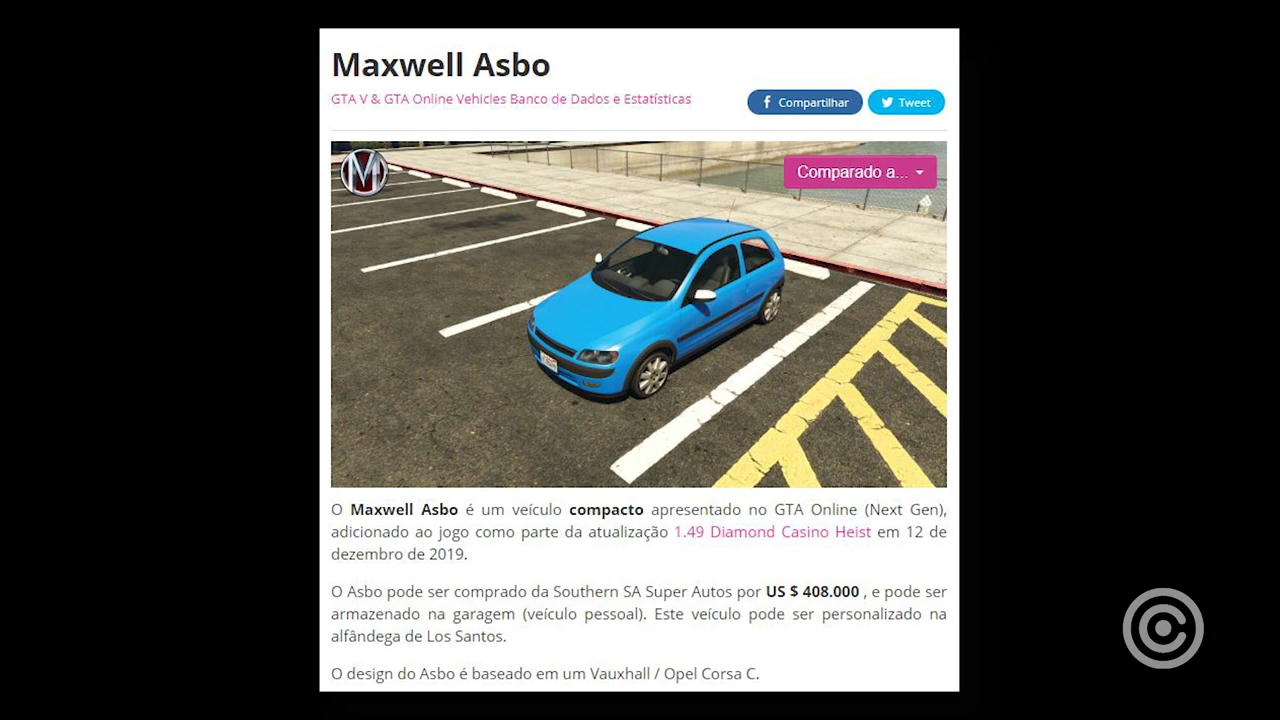 Maxwell Asbo
GTA V & GTA Online Vehicles Banco de Dados e Estatísticas
Compartilhar
Tweet
M
Comparado a...
O Maxwell Asbo é um veículo compacto apresentado no GTA Online (Next Gen),
adicionado ao jogo como parte da atualização 1.49 Diamond Casino Heist em 12 de
dezembro de 2019.
O Asbo pode ser comprado da Southern SA Super Autos por US $ 408.000 , e pode ser
armazenado na garagem (veículo pessoal). Este veículo pode ser personalizado na
alfândega de Los Santos.
O design do Asbo é baseado em um Vauxhall / Opel Corsa C.